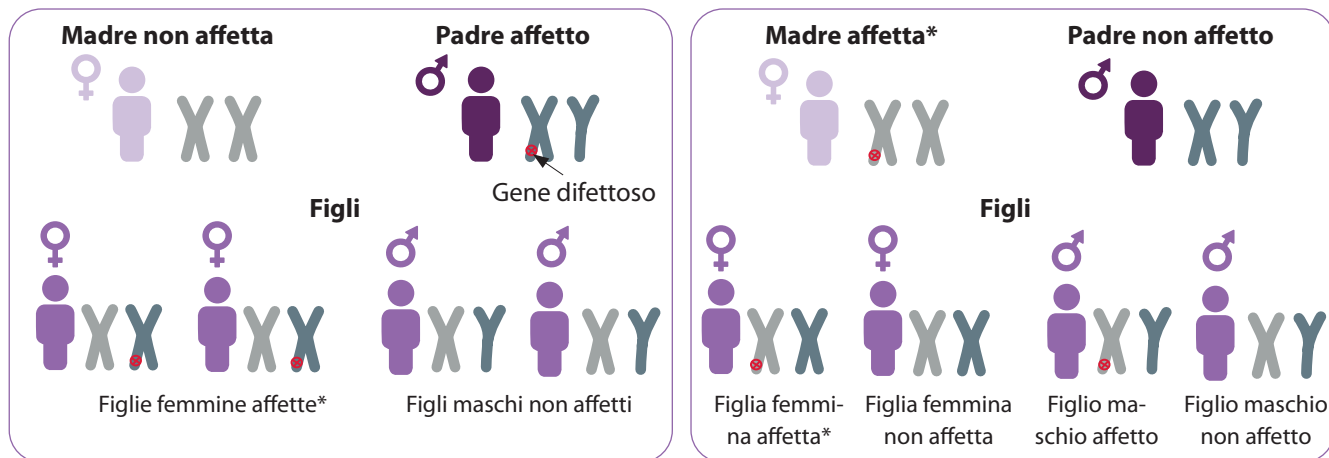 Madre non affetta
Padre affetto
Gene difettoso
Figli
Figlie femmine affette*
Figli maschi non affetti
Madre affetta*
Padre non affetto
Figli
Figlia femmi-
na affetta*
Figlia femmina
non affetta
Figlio ma-
schio affetto
Figlio maschio
non affetto